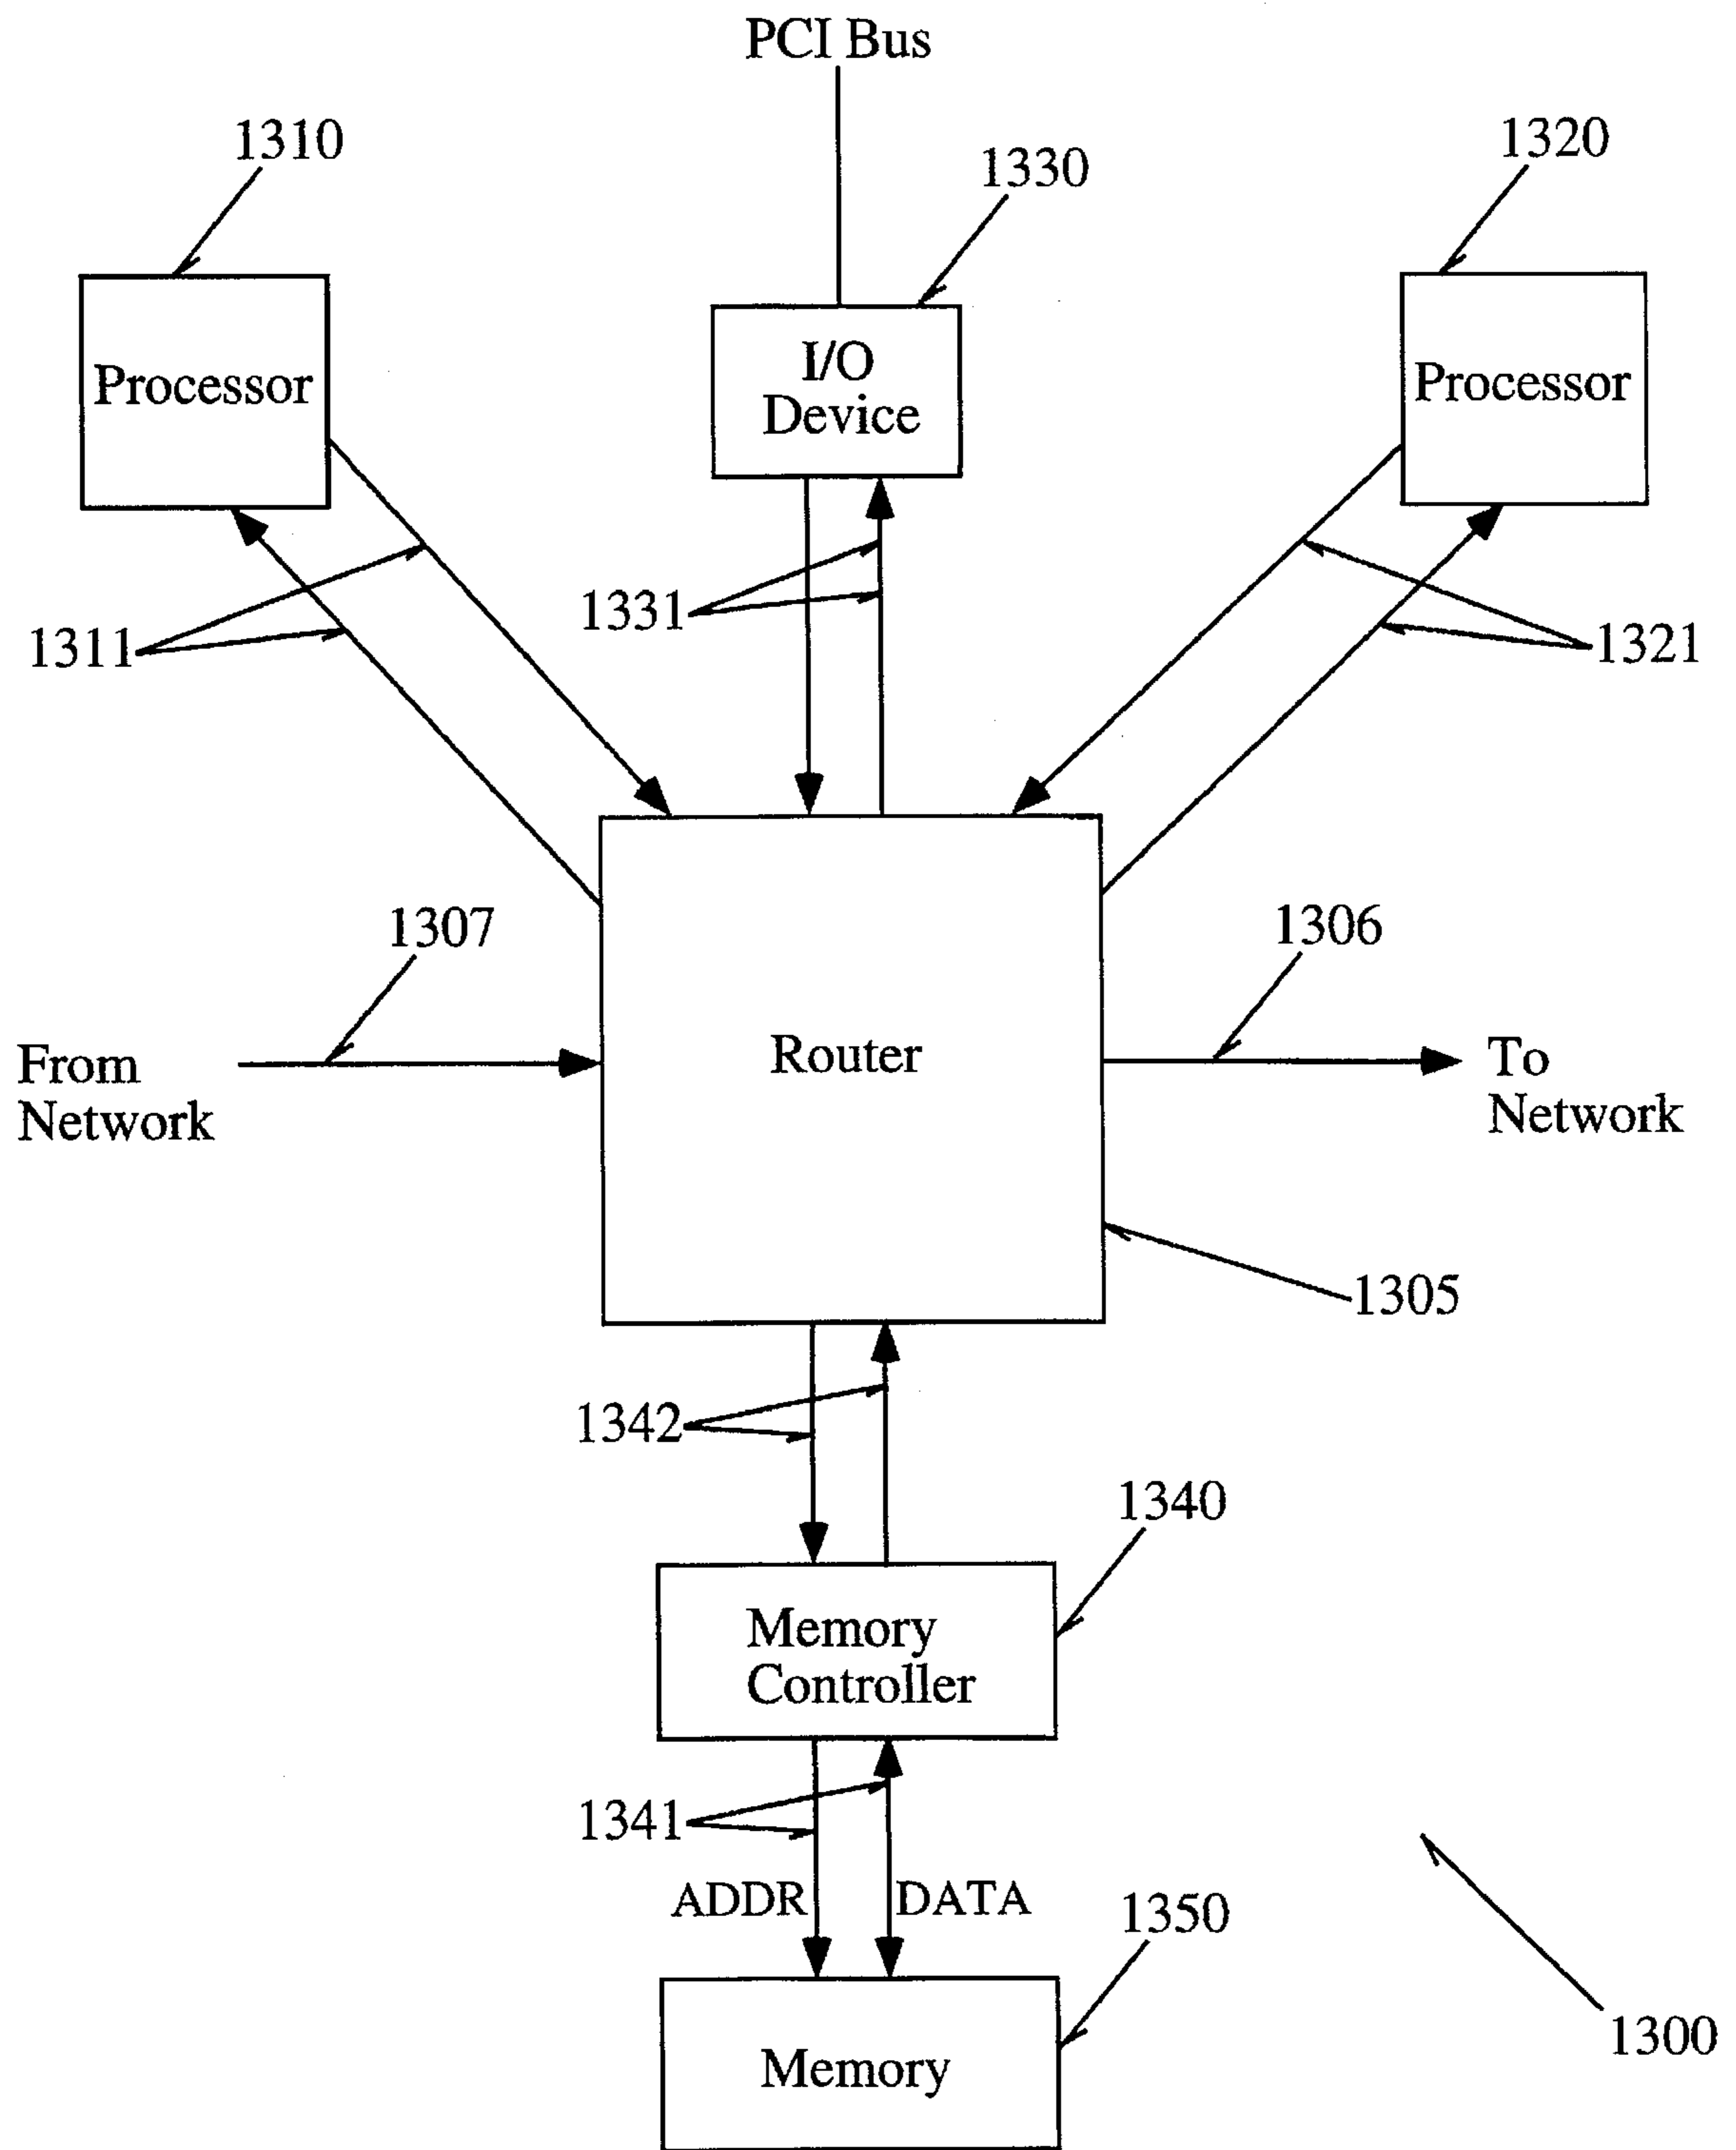 PCI Bus
1310
1330
1320
Processor
I/O
Device
Processor
1311
1331
1321
1307
1306
From
Network
Router
To
Network
1305
1342
1340
Memory
Controller
1341
ADDR
DATA
1350
Memory
1300